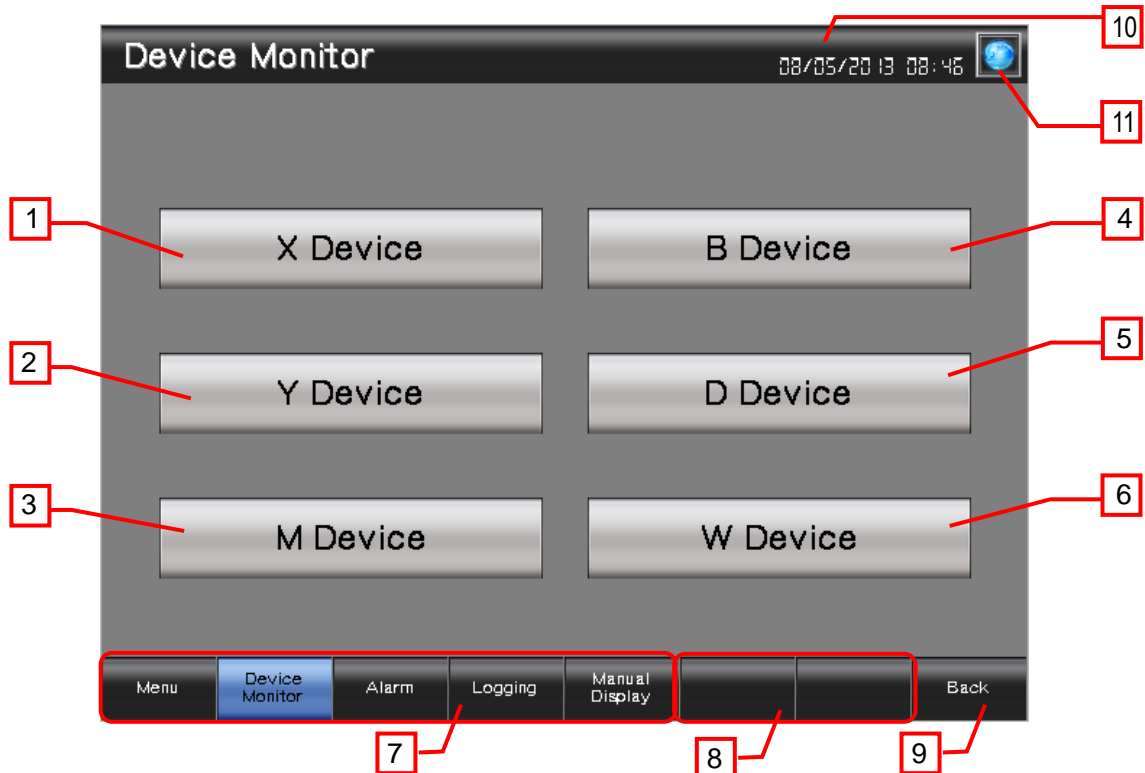 10
Device Monitor
08/05/2013 08:46
11
1
X Device
B Device
4
2
Y Device
D Device
5
3
M Device
W Device
6
Menu
Device
Monitor
Alarm
Logging
Manual
Display
Back
7
8
9